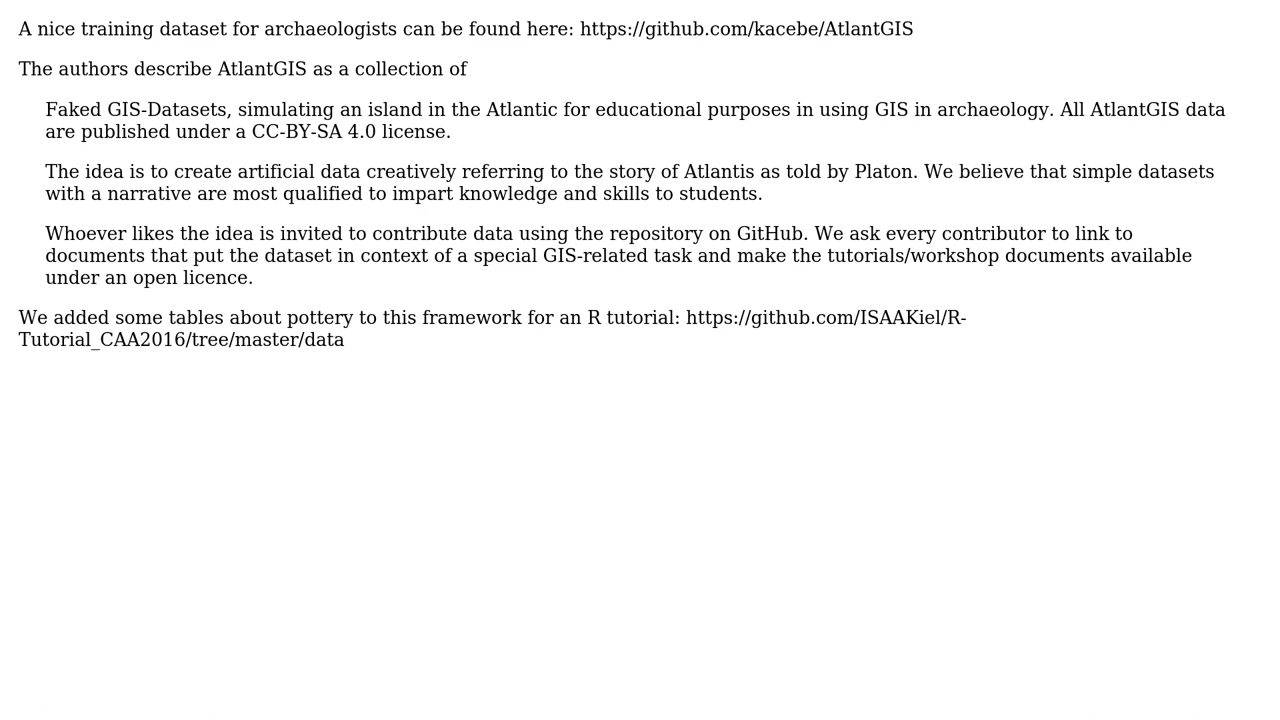 A nice training dataset for archaeologists can be found here: https://github.com/kacebe/AtlantGIS
The authors describe AtlantGIS as a collection of
Faked GIS-Datasets, simulating an island in the Atlantic for educational purposes in using GIS in archaeology. All AtlantGIS data
are published under a CC-BY-SA 4.0 license.
The idea is to create artificial data creatively referring to the story of Atlantis as told by Platon. We believe that simple datasets
with a narrative are most qualified to impart knowledge and skills to students.
Whoever likes the idea is invited to contribute data using the repository on GitHub. We ask every contributor to link to
documents that put the dataset in context of a special GIS-related task and make the tutorials/workshop documents available
under an open licence.
We added some tables about pottery to this framework for an R tutorial: https://github.com/ISAAKiel/R-
Tutorial_CAA2016/tree/master/data